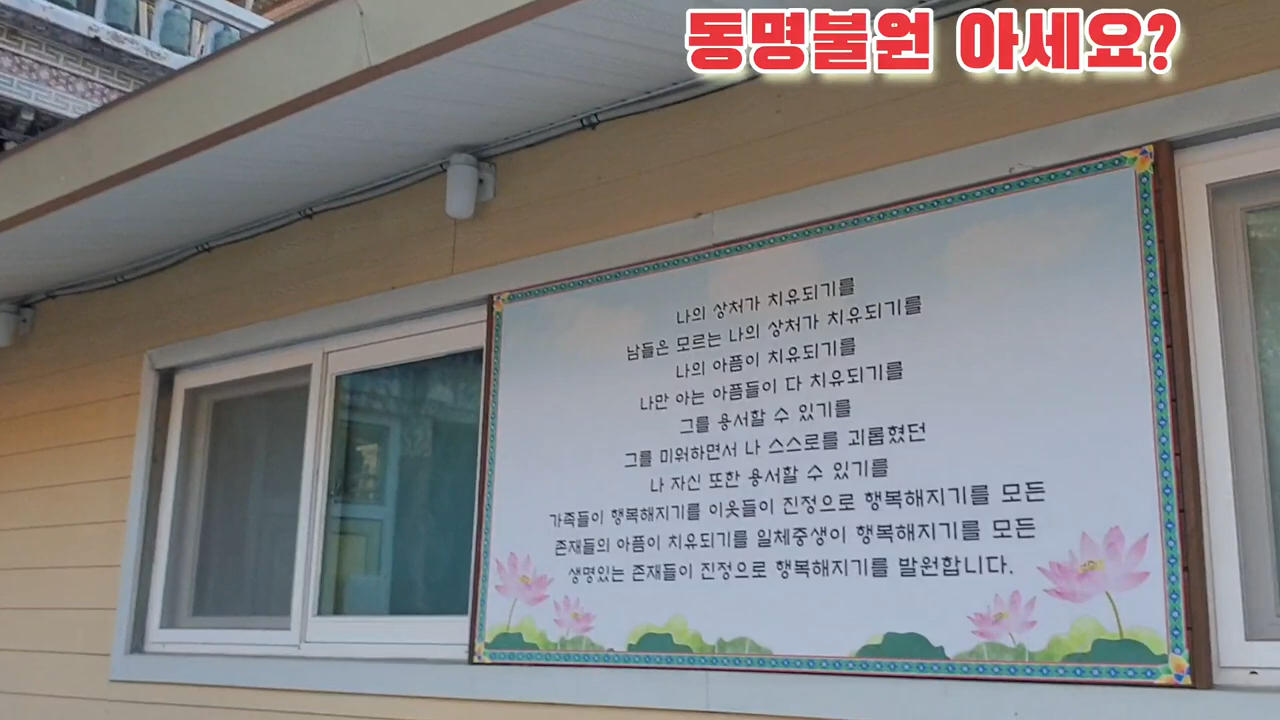 동명불원 아세요?
나의 상처가 치유되기를
남들은 모르는 나의 상처가 치유되기를
나의 아픔이 치유되기를
나만 아는 아픔들이 다 치유되기를
그를 용서할 수 있기를
그를 미워하면서 나 스스로를 괴롭혔던
나 자신 또한 용서할 수 있기를
가족들이 행복해지기를 이웃들이 진정으로 행복해지기를 모든
존재들의 아픔이 치유되기를 일체중생이 행복해지기를 모든
생명있는 존재들이 진정으로 행복해지기를 발원합니다.